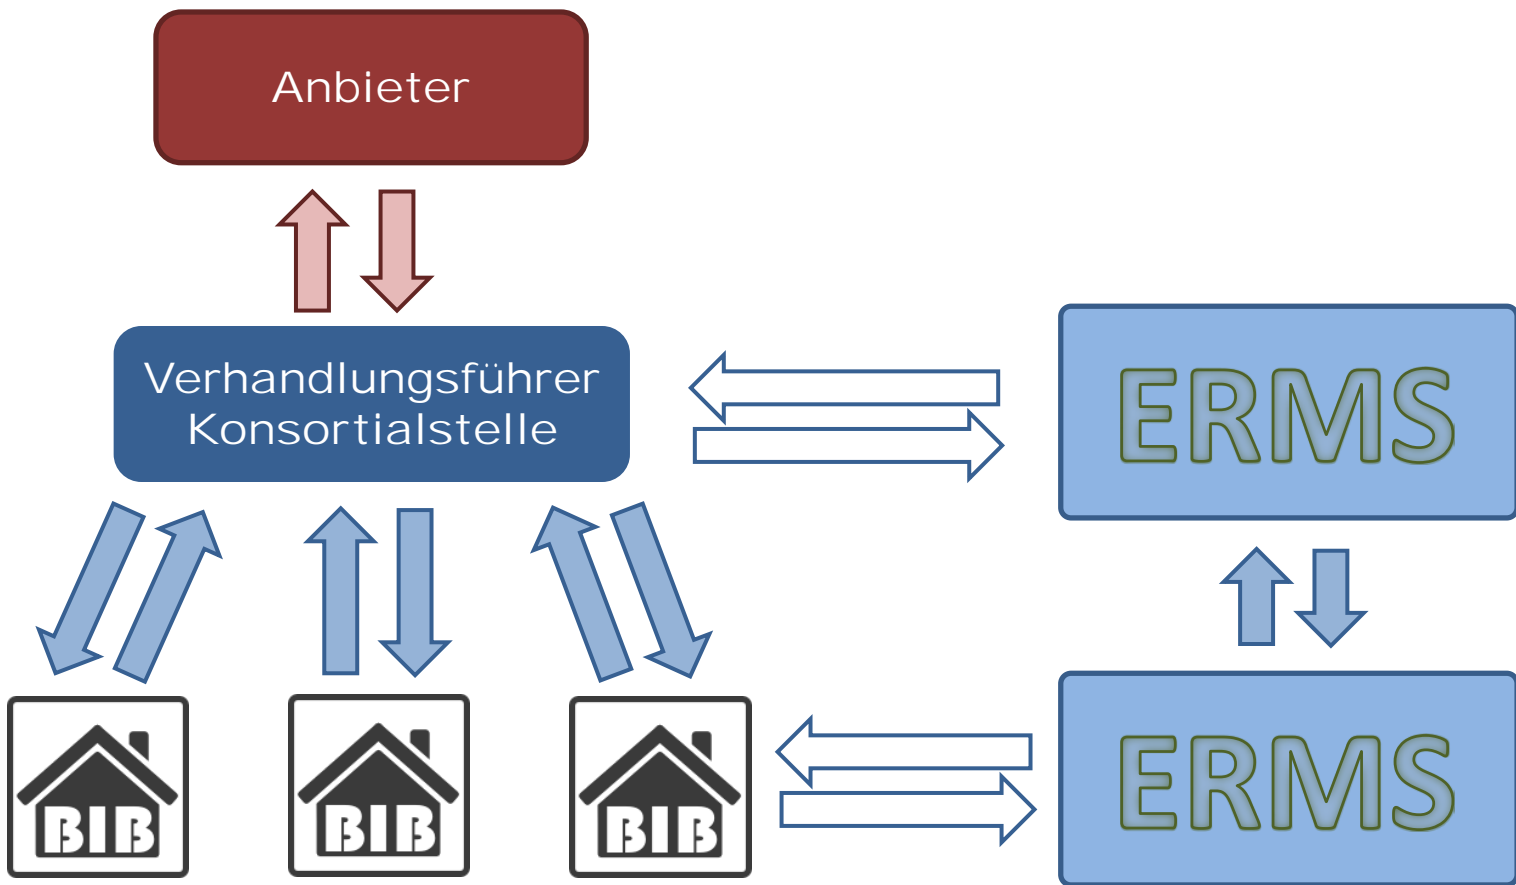 Anbieter
Verhandlungsführer
Konsortialstelle
ERMS
BIB
BIB
BIB
ERMS